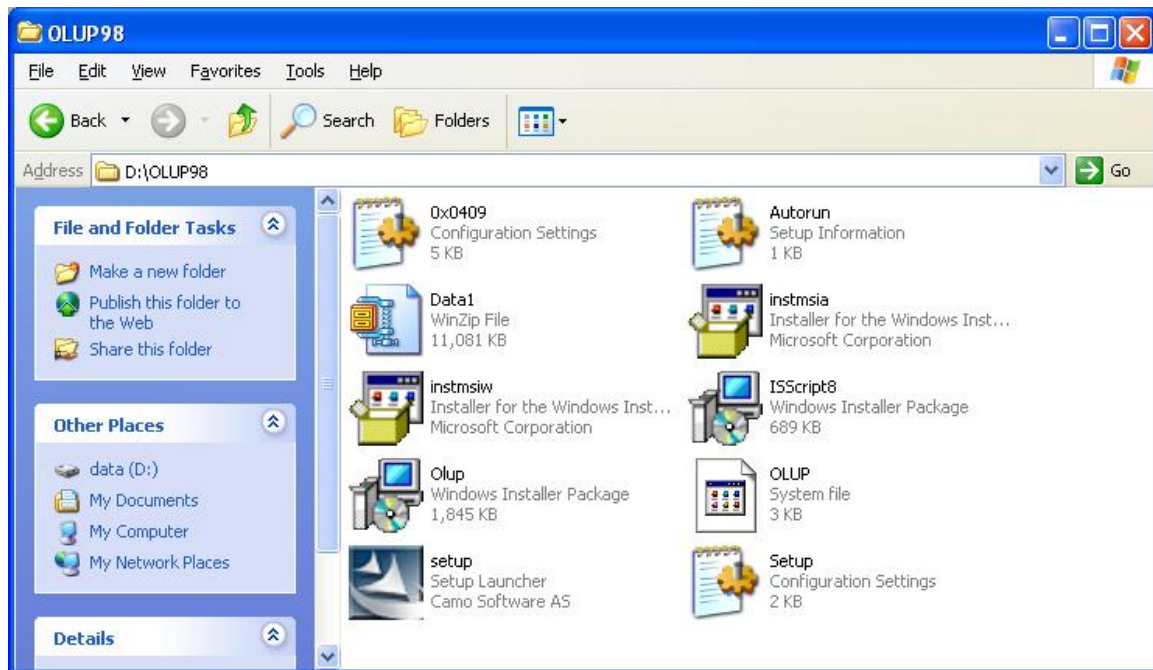 OLUP98
File Edit View Favorites Tools Help
Back Search Folders
Address D:\OLUP98 Go
File and Folder Tasks
Make a new folder
Publish this folder to
the Web
Share this folder
Other Places
data (D:)
My Documents
My Computer
My Network Places
Details
0x0409
Configuration Settings
5 KB
Autorun
Setup Information
1 KB
Data1
WinZip File
11,081 KB
instmsia
Installer for the Windows Inst...
Microsoft Corporation
instmsiw
Installer for the Windows Inst...
Microsoft Corporation
ISScript8
Windows Installer Package
689 KB
Olup
Windows Installer Package
1,845 KB
OLUP
System file
3 KB
setup
Setup Launcher
Camo Software AS
Setup
Configuration Settings
2 KB